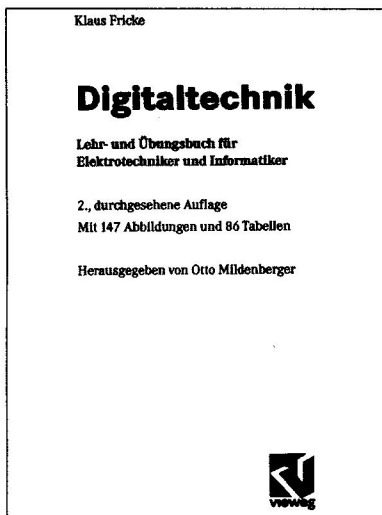 Klaus Fricke
Digitaltechnik
Lehr- und Übungsbuch für
Elektrotechniker und Informatiker
2., durchgesehene Auflage
Mit 147 Abbildungen und 86 Tabellen
Herausgegeben von Otto Mildenberger
vieweg